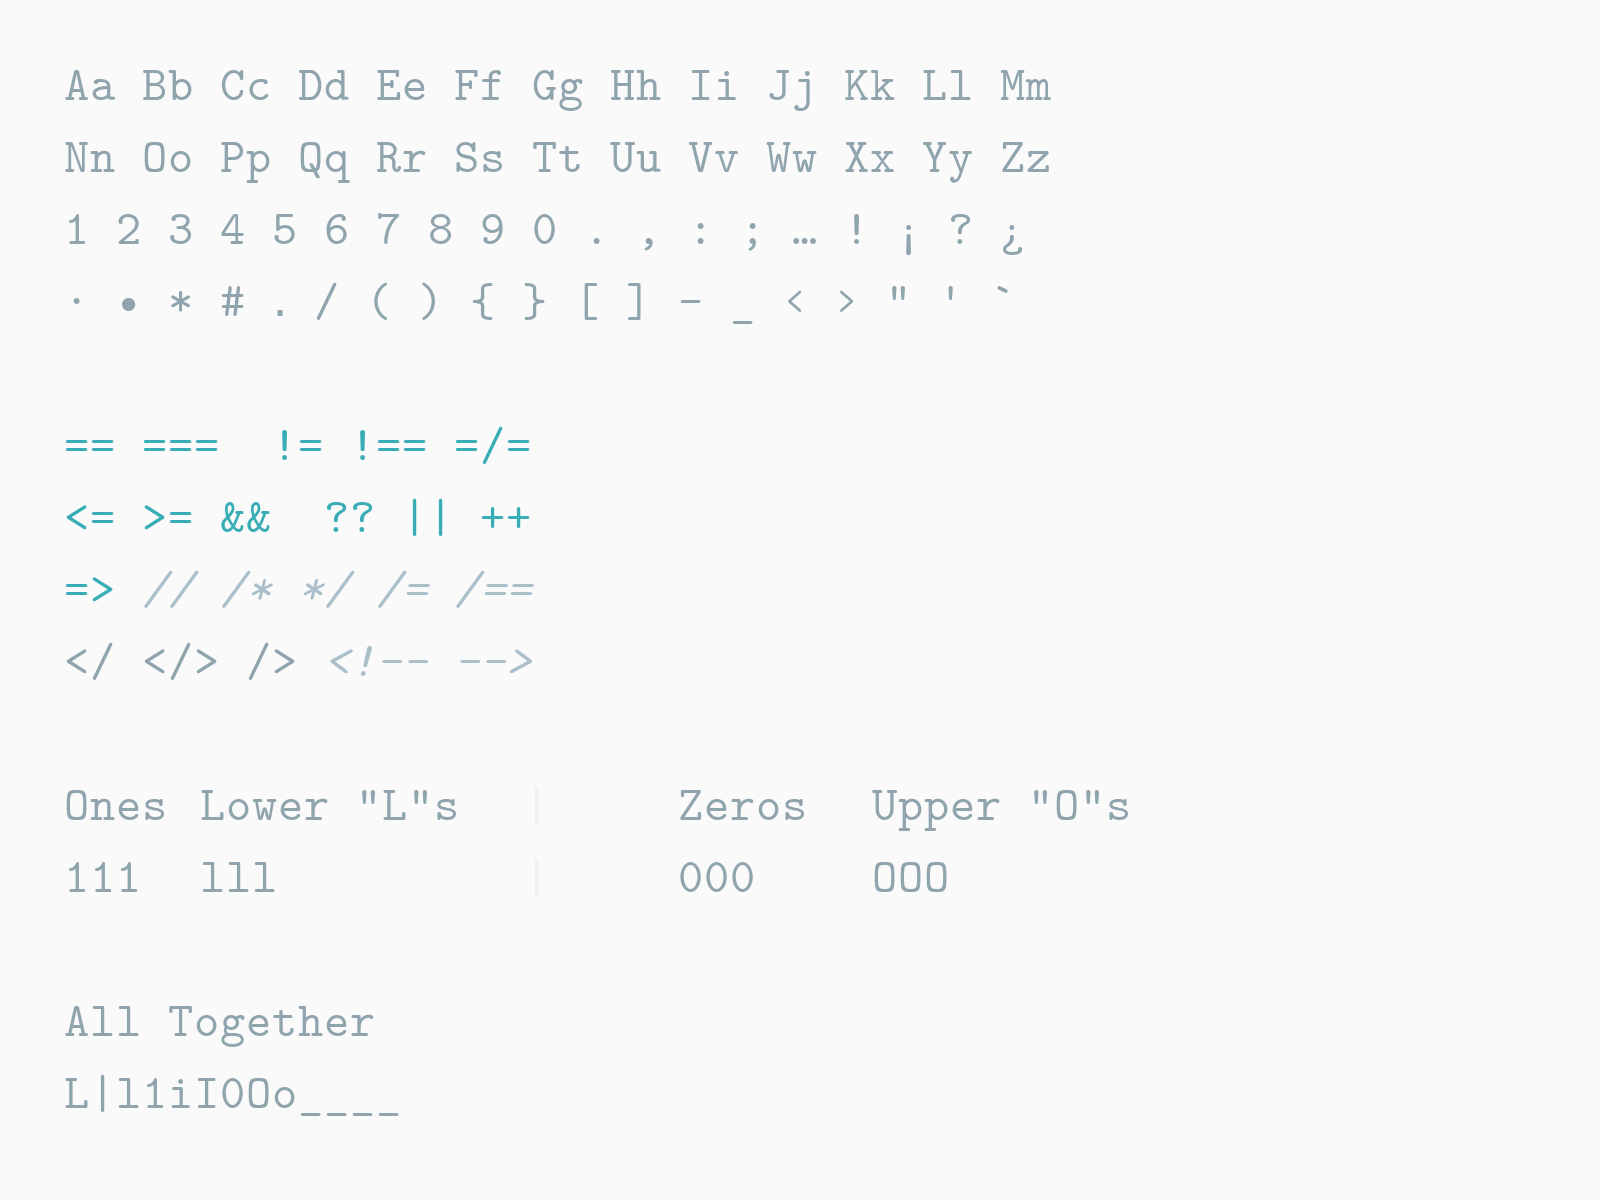 Aa Bb Cc Dd Ee Ff Gg Hh Ii Jj Kk Ll Mm
Nn Oo Pp Qq Rr Ss Tt Uu Vv Ww Xx Yy Zz
1 2 3 4 5 6 7 8 9 0 . , : ; … ! ¡ ? ¿
· • * # . / ( ) { } [ ] - _ < > " ' `
== ===  != !== =/=
<= >= &&  ?? || ++
=> // /* */ /= /==
</ </> /> <!-- -->
Ones Lower "L"s | Zeros Upper "O"s
111 lll | 000 OOO
All Together
L|l1iI0Oo____